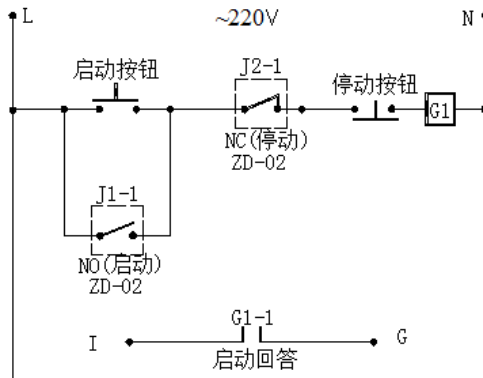 L ~220V N
启动按钮 J2-1 停动按钮
G1
NC(停动)
ZD-02
J1-1
NO(启动)
ZD-02
G1-1
I G
启动回答